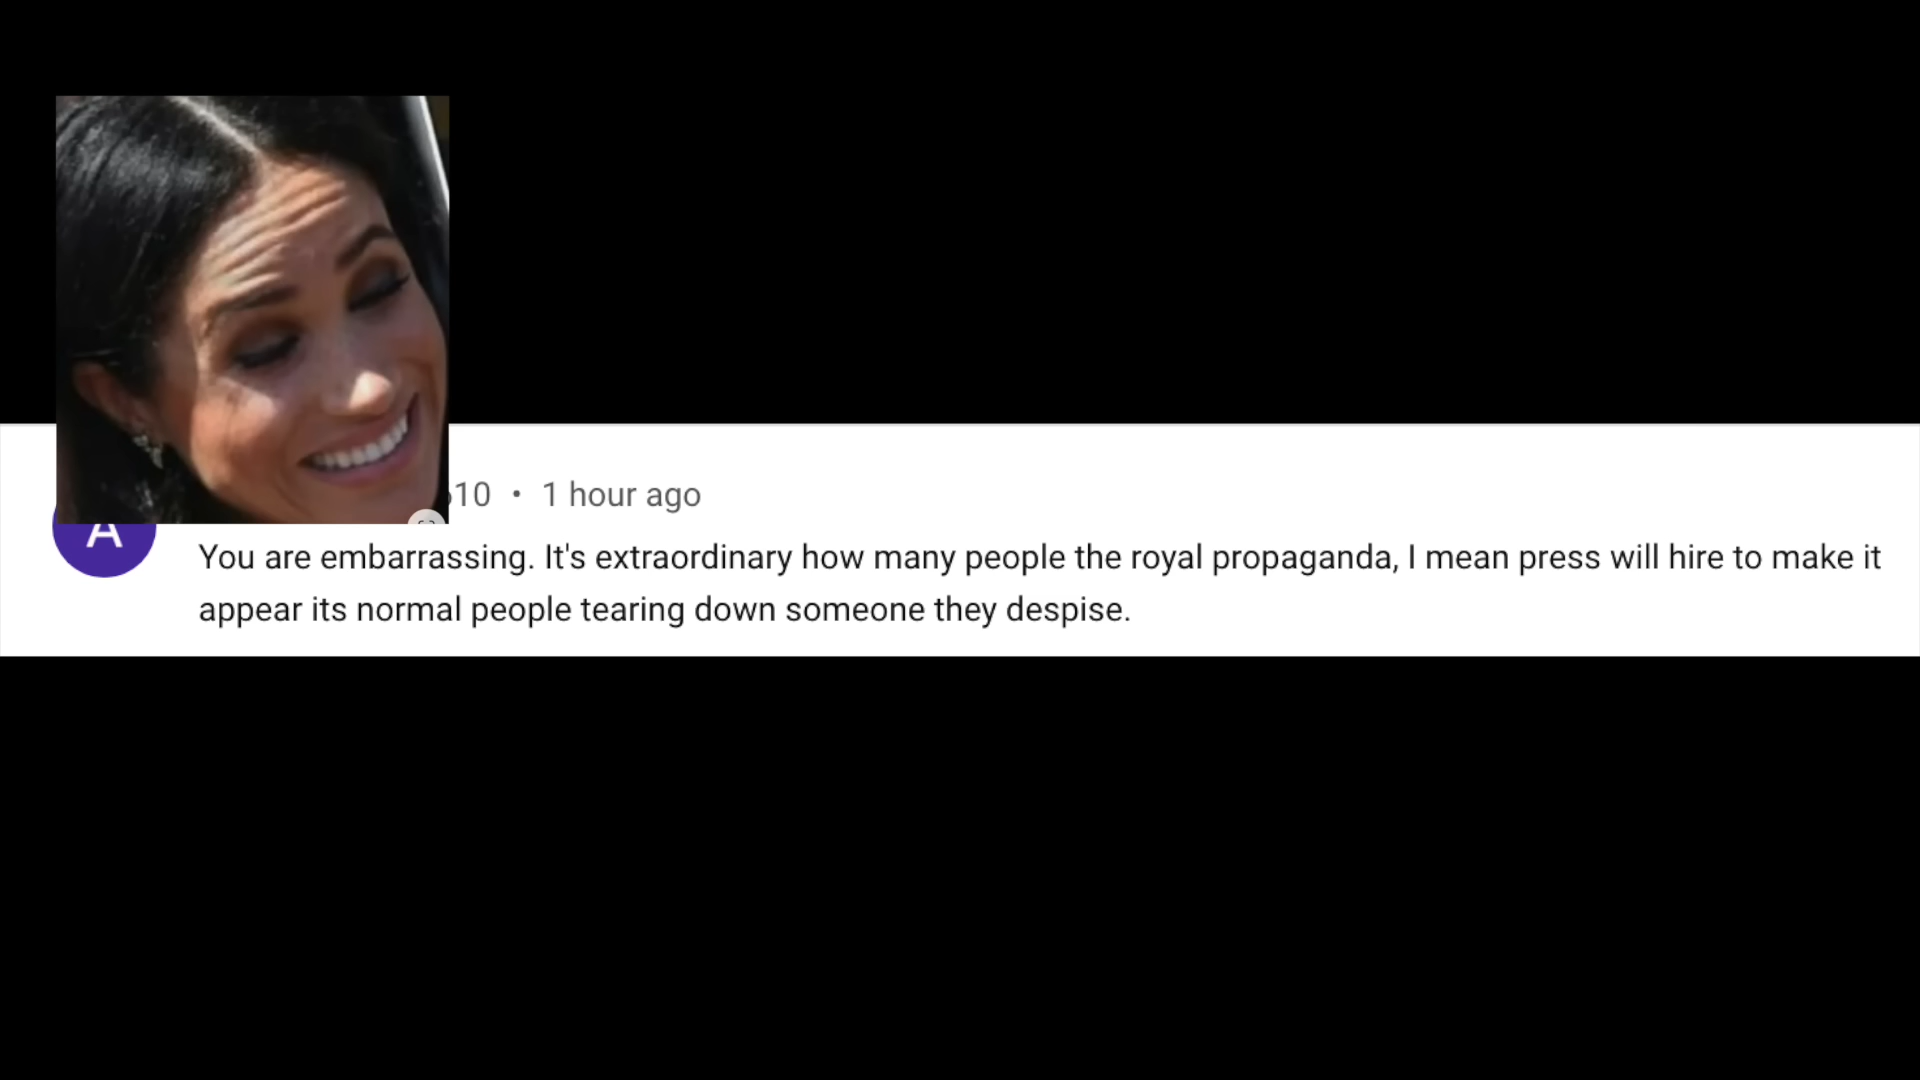 10 • 1 hour ago
A
You are embarrassing. It's extraordinary how many people the royal propaganda, I mean press will hire to make it
appear its normal people tearing down someone they despise.